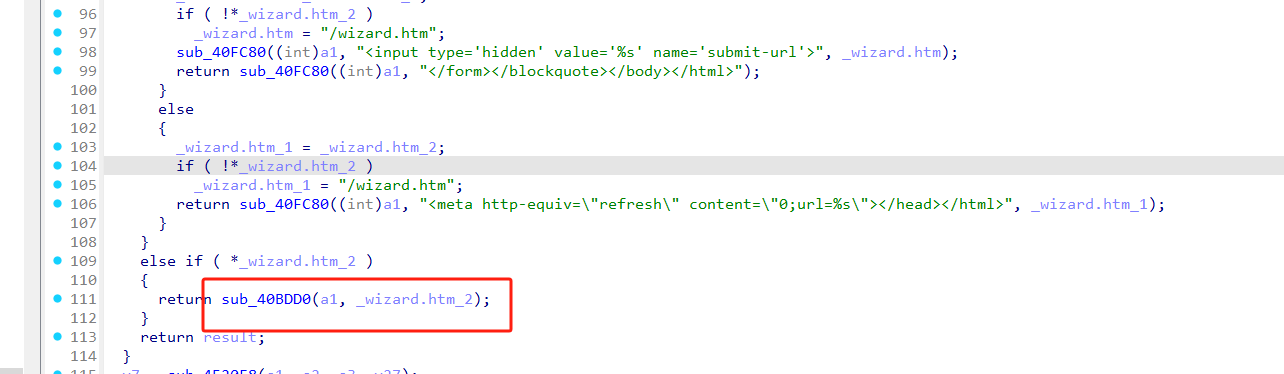 96 if ( !*_wizard.htm_2 )
97 _wizard.htm = "/wizard.htm";
98 sub_40FC80((int)a1, "<input type='hidden' value='%s' name='submit-url'>", _wizard.htm);
99 return sub_40FC80((int)a1, "</form></blockquote></body></html>");
100 }
101 else
102 {
103 _wizard.htm_1 = _wizard.htm_2;
104 if ( !*_wizard.htm_2 )
105 _wizard.htm_1 = "/wizard.htm";
106 return sub_40FC80((int)a1, "<meta http-equiv=\"refresh\" content=\"0;url=%s\"></head></html>", _wizard.htm_1);
107 }
108 }
109 else if ( *_wizard.htm_2 )
110 {
111 return sub_40BDD0(a1, _wizard.htm_2);
112 }
113 return result;
114 }